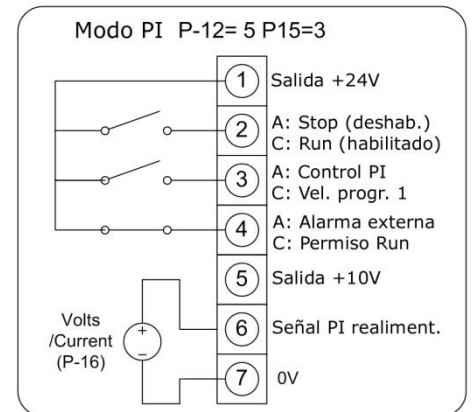 Modo PI P-12= 5 P15=3
1 Salida +24V
2 A: Stop (deshab.)
C: Run (habilitado)
3 A: Control PI
C: Vel. progr. 1
4 A: Alarma externa
C: Permiso Run
5 Salida +10V
Volts
/Current
(P-16)
+
−
6 Señal PI realiment.
7 0V